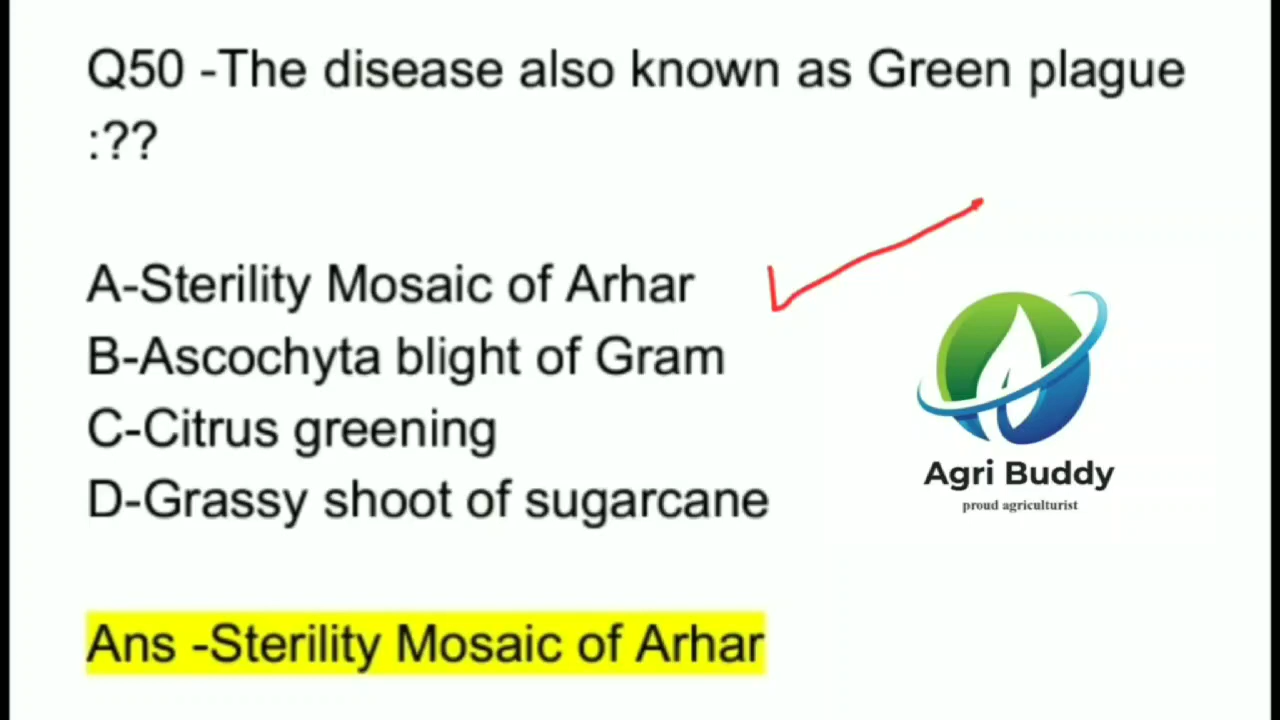 Q50 -The disease also known as Green plague
:??
A-Sterility Mosaic of Arhar
B-Ascochyta blight of Gram
C-Citrus greening
D-Grassy shoot of sugarcane
Agri Buddy
proud agriculturist
Ans -Sterility Mosaic of Arhar